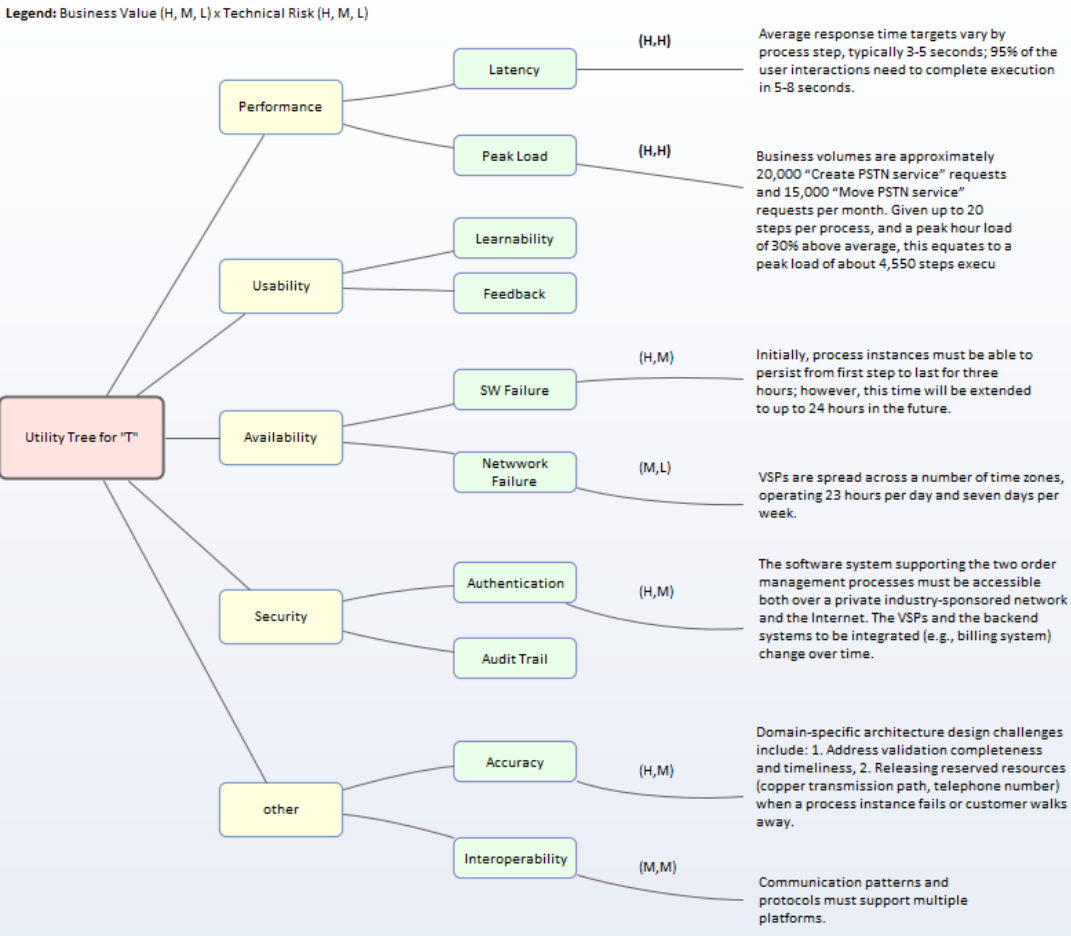 Legend: Business Value (H, M, L) x Technical Risk (H, M, L)
Utility Tree for "T"
Performance
Latency
(H,H)
Average response time targets vary by
process step, typically 3-5 seconds; 95% of the
user interactions need to complete execution
in 5-8 seconds.
Peak Load
(H,H)
Business volumes are approximately
20,000 “Create PSTN service” requests
and 15,000 “Move PSTN service”
requests per month. Given up to 20
steps per process, and a peak hour load
of 30% above average, this equates to a
peak load of about 4,550 steps execu
Usability
Learnability
Feedback
Availability
SW Failure
(H,M)
Initially, process instances must be able to
persist from first step to last for three
hours; however, this time will be extended
to up to 24 hours in the future.
Netwwork
Failure
(M,L)
VSPs are spread across a number of time zones,
operating 23 hours per day and seven days per
week.
Security
Authentication
(H,M)
The software system supporting the two order
management processes must be accessible
both over a private industry-sponsored network
and the Internet. The VSPs and the backend
systems to be integrated (e.g., billing system)
change over time.
Audit Trail
other
Accuracy
(H,M)
Domain-specific architecture design challenges
include: 1. Address validation completeness
and timeliness, 2. Releasing reserved resources
(copper transmission path, telephone number)
when a process instance fails or customer walks
away.
Interoperability
(M,M)
Communication patterns and
protocols must support multiple
platforms.